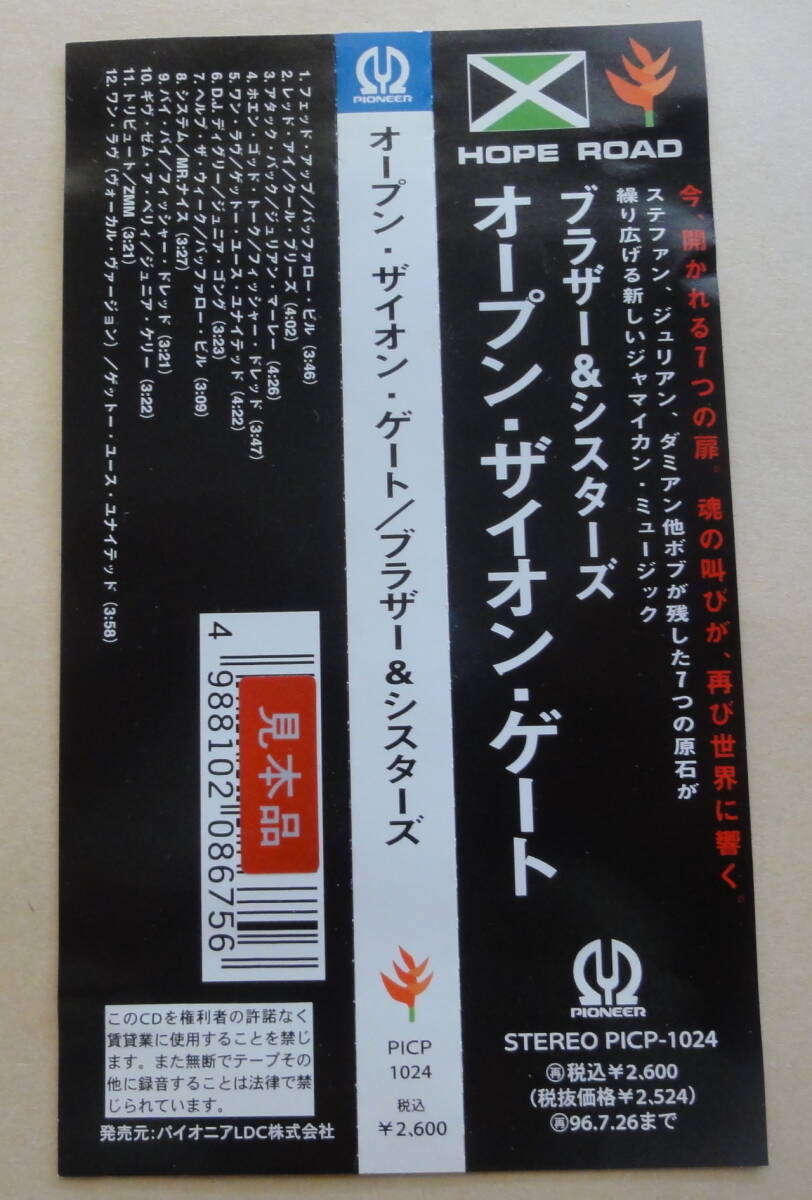 HOPE ROAD
今、開かれる7つの扉。魂の叫びが、再び世界に響く。
ステファン、ジュリアン、ダミアン他ボブが残した7つの原石が
繰り広げる新しいジャマイカン・ミュージック
ブラザー&シスターズ
オープン・ザイオン・ゲート
PIONEER
STEREO PICP-1024
㊢税込¥2,600
(税抜価格¥2,524)
㊢96.7.26まで
PIONEER
オープン・ザイオン・ゲート/ブラザー&シスターズ
PICP
1024
税込
¥2,600
1. フェッド・アップ/バッファロー・ビル (3:46)
2. レッド・アイ/クール・ブリーズ (4:02)
3. アタック・バック/ジュリアン・マーレー (4:26)
4. ホエン・ゴッド・トーク/フィッシャー・ドレッド (3:47)
5. ワン・ラヴ/ゲットー・ユース・ユナイテッド (4:22)
6. D.J.ディグリー/ジュニア・ゴング (3:23)
7. ヘルプ・ザ・ウィーク/バッファロー・ビル (3:09)
8. システム/MR.ナイス (3:27)
9. バイ・バイ/フィッシャー・ドレッド (3:21)
10. ギヴ・ゼム・ア・ベリィ/ジュニア・ケリー (3:22)
11. トリビュート/ZMM (3:21)
12. ワン・ラヴ (ヴォーカル・ヴァージョン) /ゲットー・ユース・ユナイテッド (3:58)
見本品
4 988102 086756
このCDを権利者の許諾なく
賃貸業に使用することを禁じ
ます。また無断でテープその
他に録音することは法律で禁
じられています。
発売元:パイオニアLDC株式会社